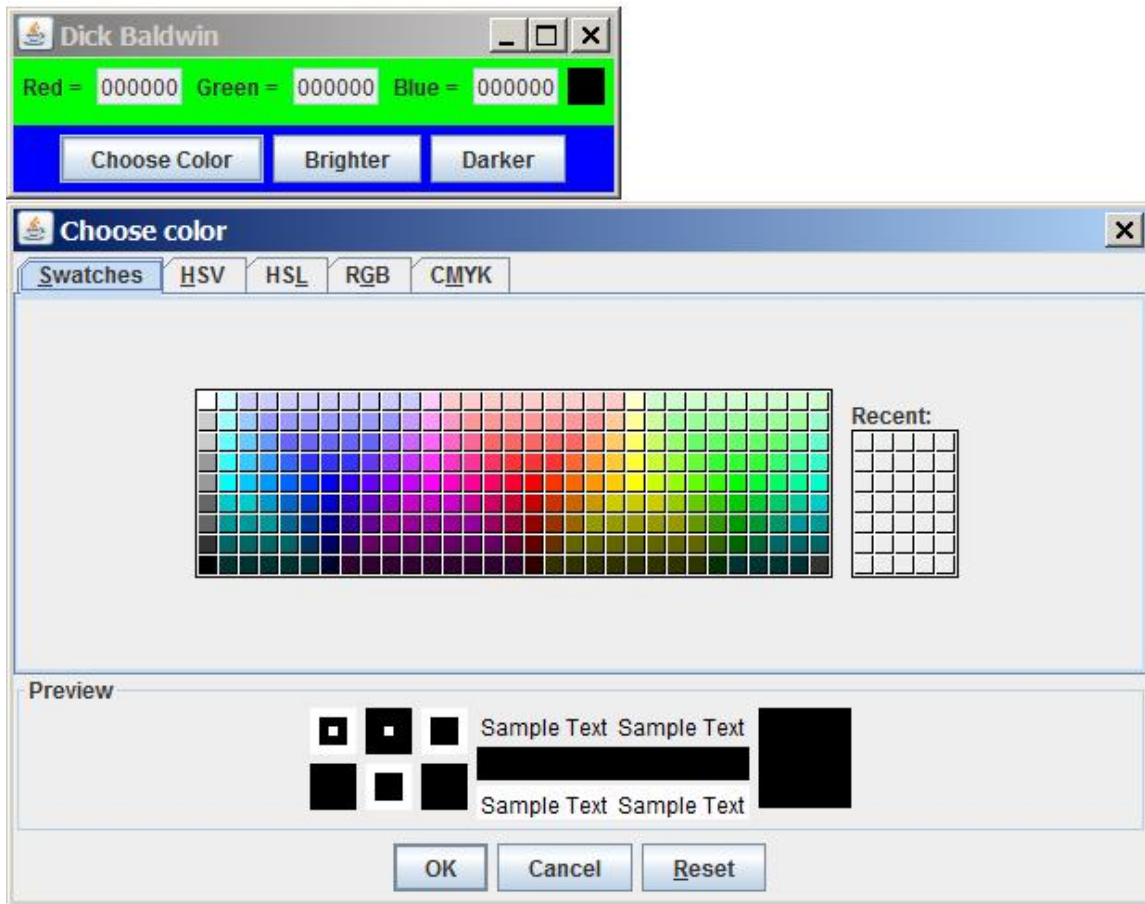 Dick Baldwin
Red = 000000 Green = 000000 Blue = 000000
Choose Color Brighter Darker
Choose color
Swatches HSV HSL RGB CMYK
Recent:
Preview
Sample Text Sample Text
Sample Text Sample Text
OK Cancel Reset